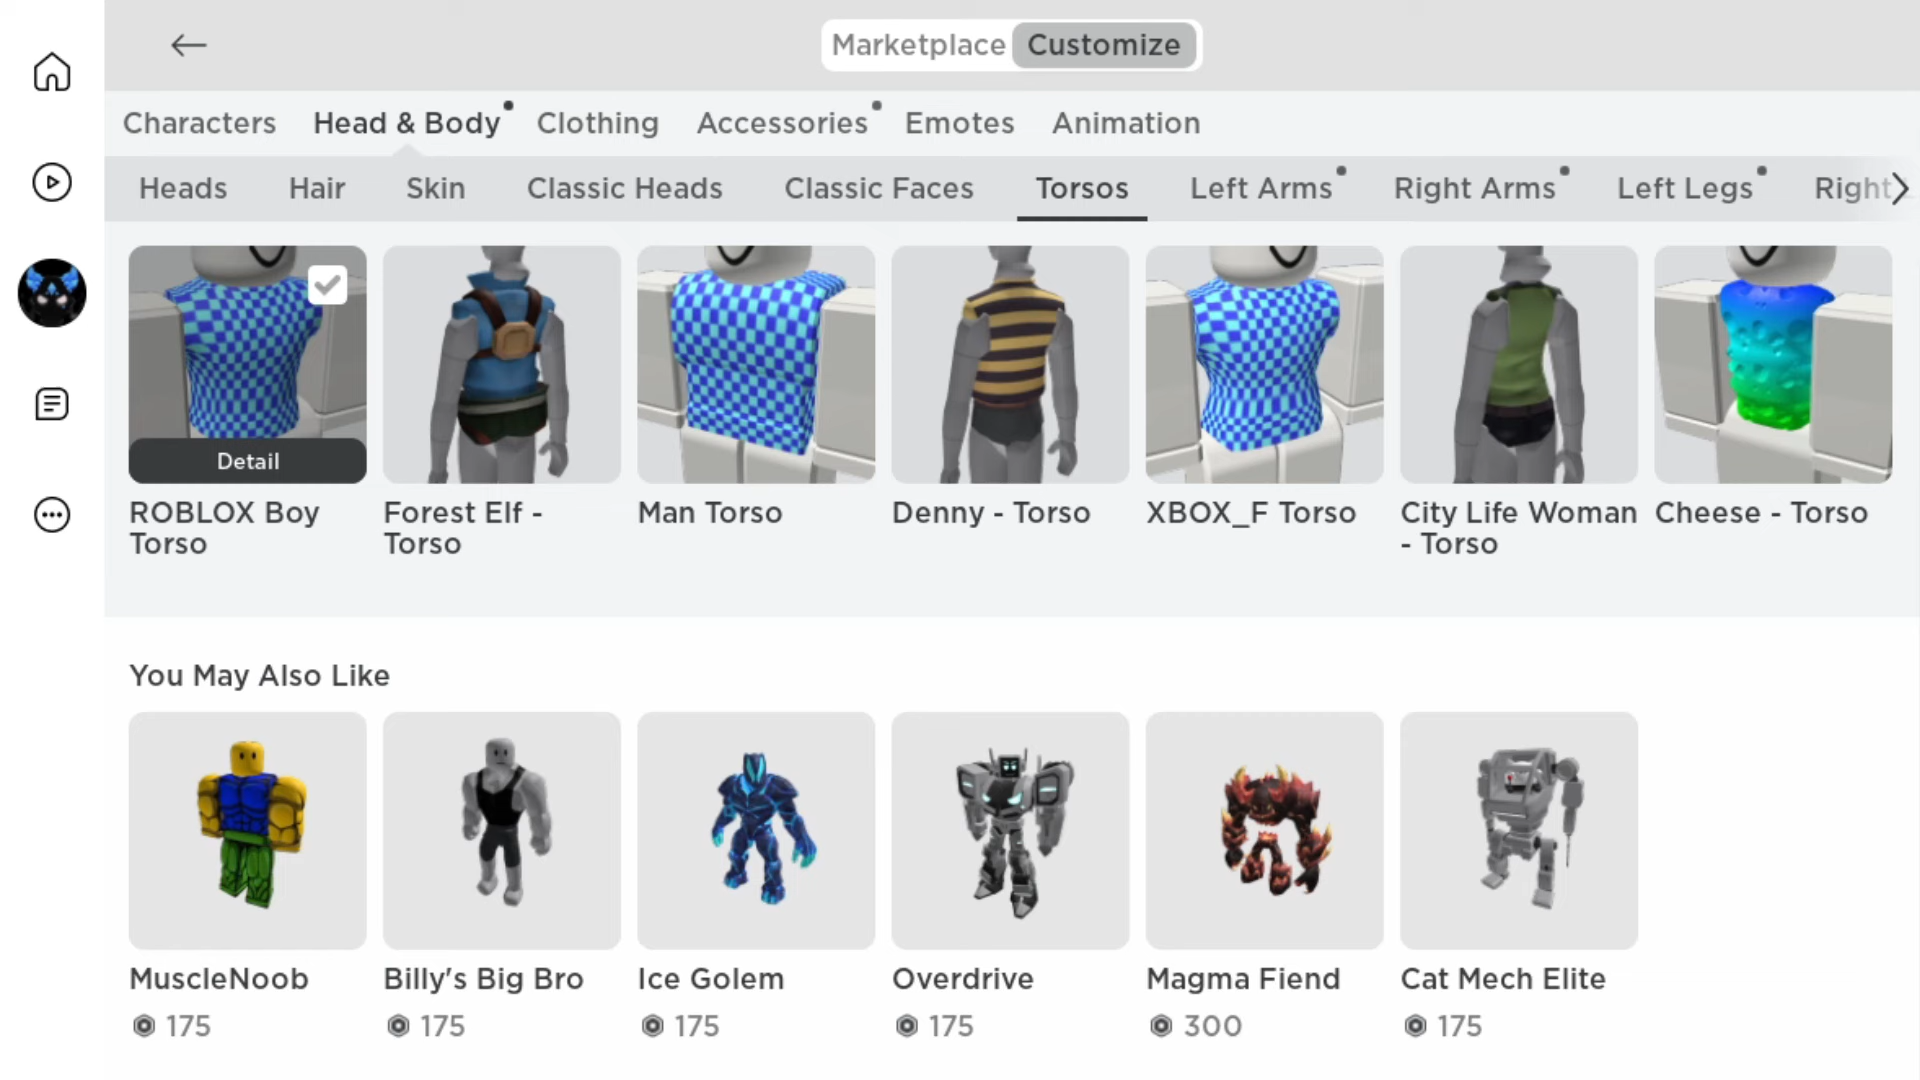 Marketplace Customize
Characters Head & Body Clothing Accessories Emotes Animation
Heads Hair Skin Classic Heads Classic Faces Torsos Left Arms Right Arms Left Legs Right
Detail
ROBLOX Boy Torso
Forest Elf - Torso
Man Torso
Denny - Torso
XBOX_F Torso
City Life Woman - Torso
Cheese - Torso
You May Also Like
MuscleNoob
175
Billy's Big Bro
175
Ice Golem
175
Overdrive
175
Magma Fiend
300
Cat Mech Elite
175